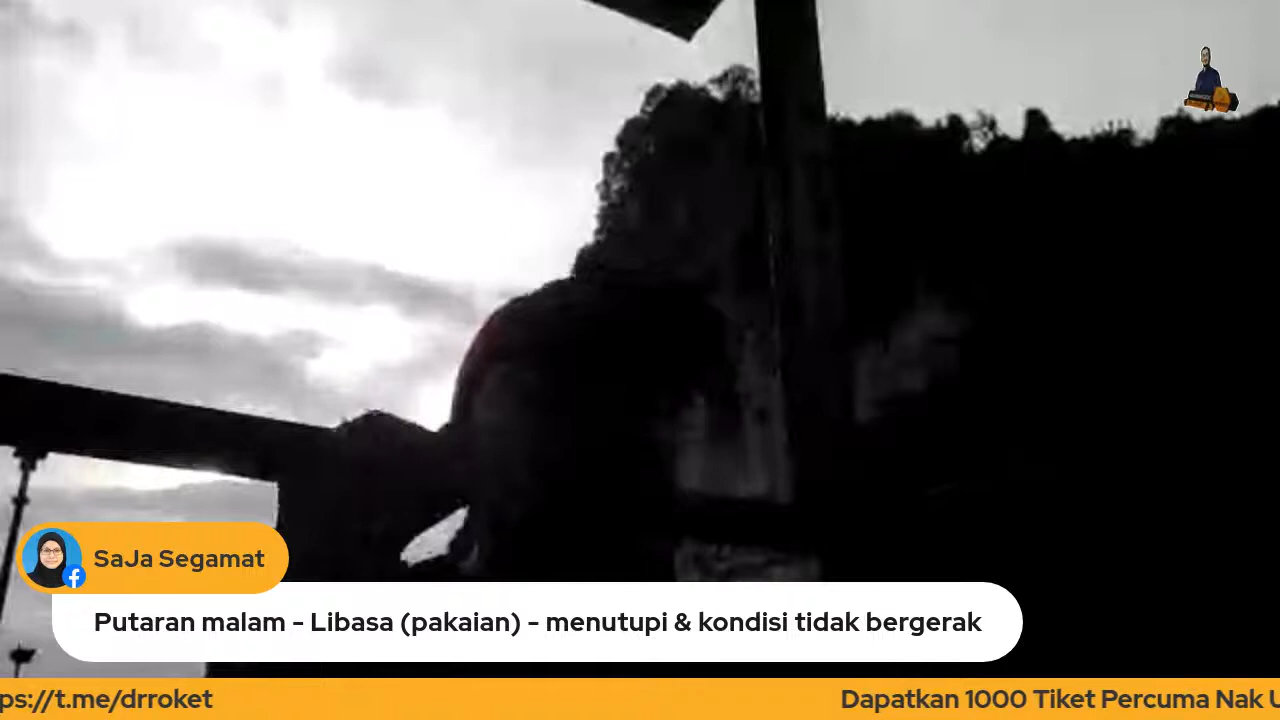 SaJa Segamat
Putaran malam - Libasa (pakaian) - menutupi & kondisi tidak bergerak
ps://t.me/drroket
Dapatkan 1000 Tiket Percuma Nak U